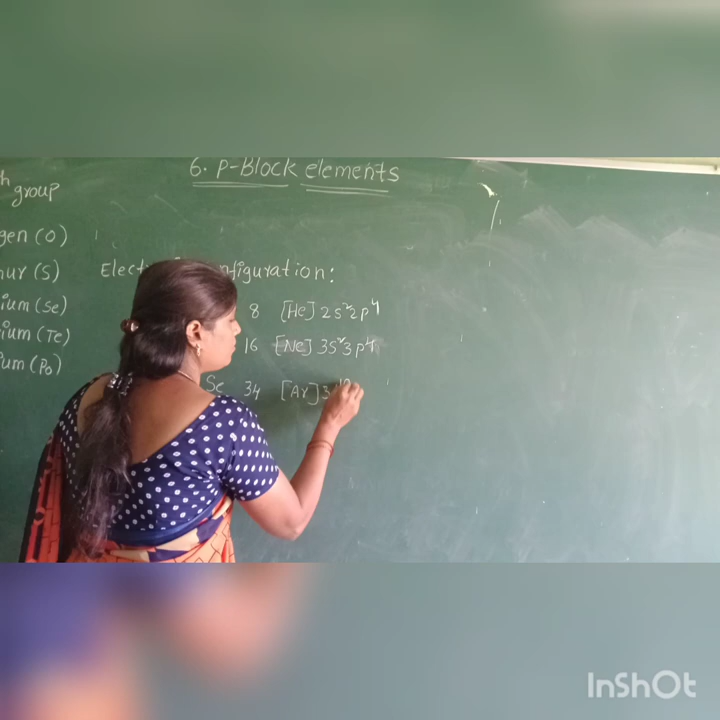 6. P-Block elements
group
gen (O)
hur (S)
ium (Se)
ium (Te)
ium (Po)
Elect nfiguration:
8 [He] 2s²2p⁴
16 [Ne] 3s²3p⁴
Se 34 [Ar] 3
InShOt